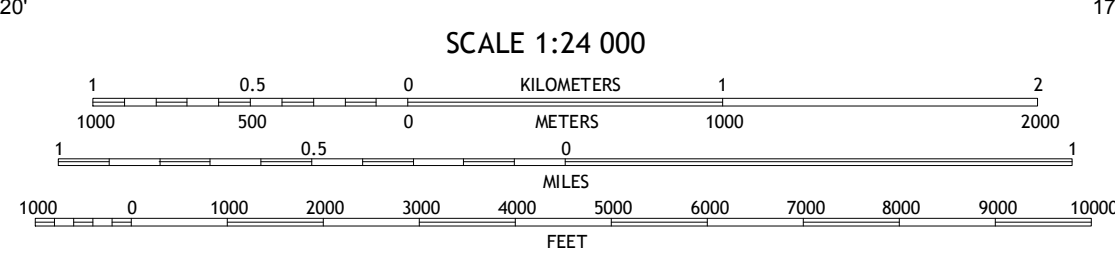 20' 17
SCALE 1:24 000
1 0.5 0 KILOMETERS 1 2
1000 500 0 METERS 1000 2000
1 0.5 0 1
MILES
1000 0 1000 2000 3000 4000 5000 6000 7000 8000 9000 10000
FEET